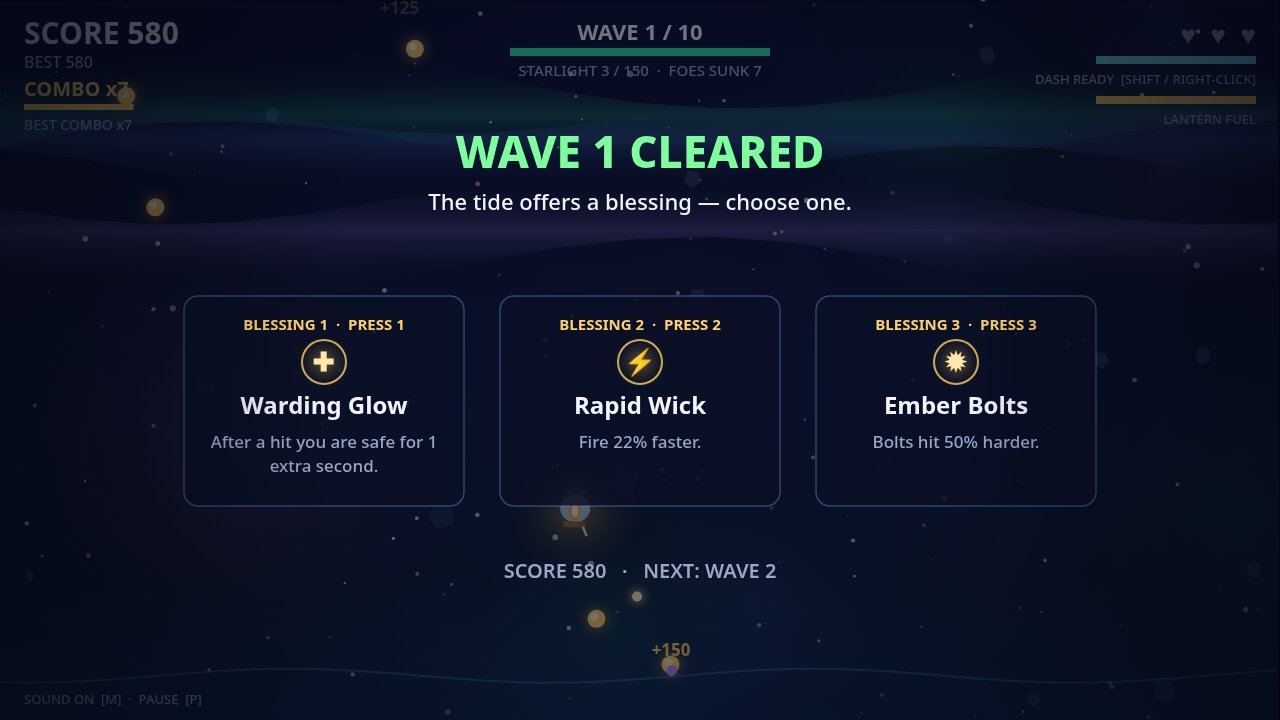 +125
SCORE 580
BEST 580
COMBO x7
BEST COMBO x7
WAVE 1 / 10
STARLIGHT 3 / 150 · FOES SUNK 7
DASH READY [SHIFT / RIGHT-CLICK]
LANTERN FUEL
WAVE 1 CLEARED
The tide offers a blessing — choose one.
BLESSING 1 · PRESS 1
Warding Glow
After a hit you are safe for 1
extra second.
BLESSING 2 · PRESS 2
Rapid Wick
Fire 22% faster.
BLESSING 3 · PRESS 3
Ember Bolts
Bolts hit 50% harder.
SCORE 580 · NEXT: WAVE 2
+150
SOUND ON [M] · PAUSE [P]